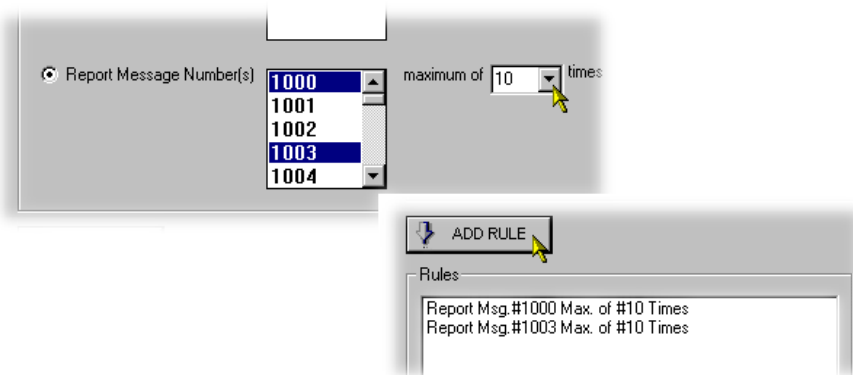 Report Message Number(s)
1000
1001
1002
1003
1004
maximum of 10 times
ADD RULE
Rules
Report Msg.#1000 Max. of #10 Times
Report Msg.#1003 Max. of #10 Times